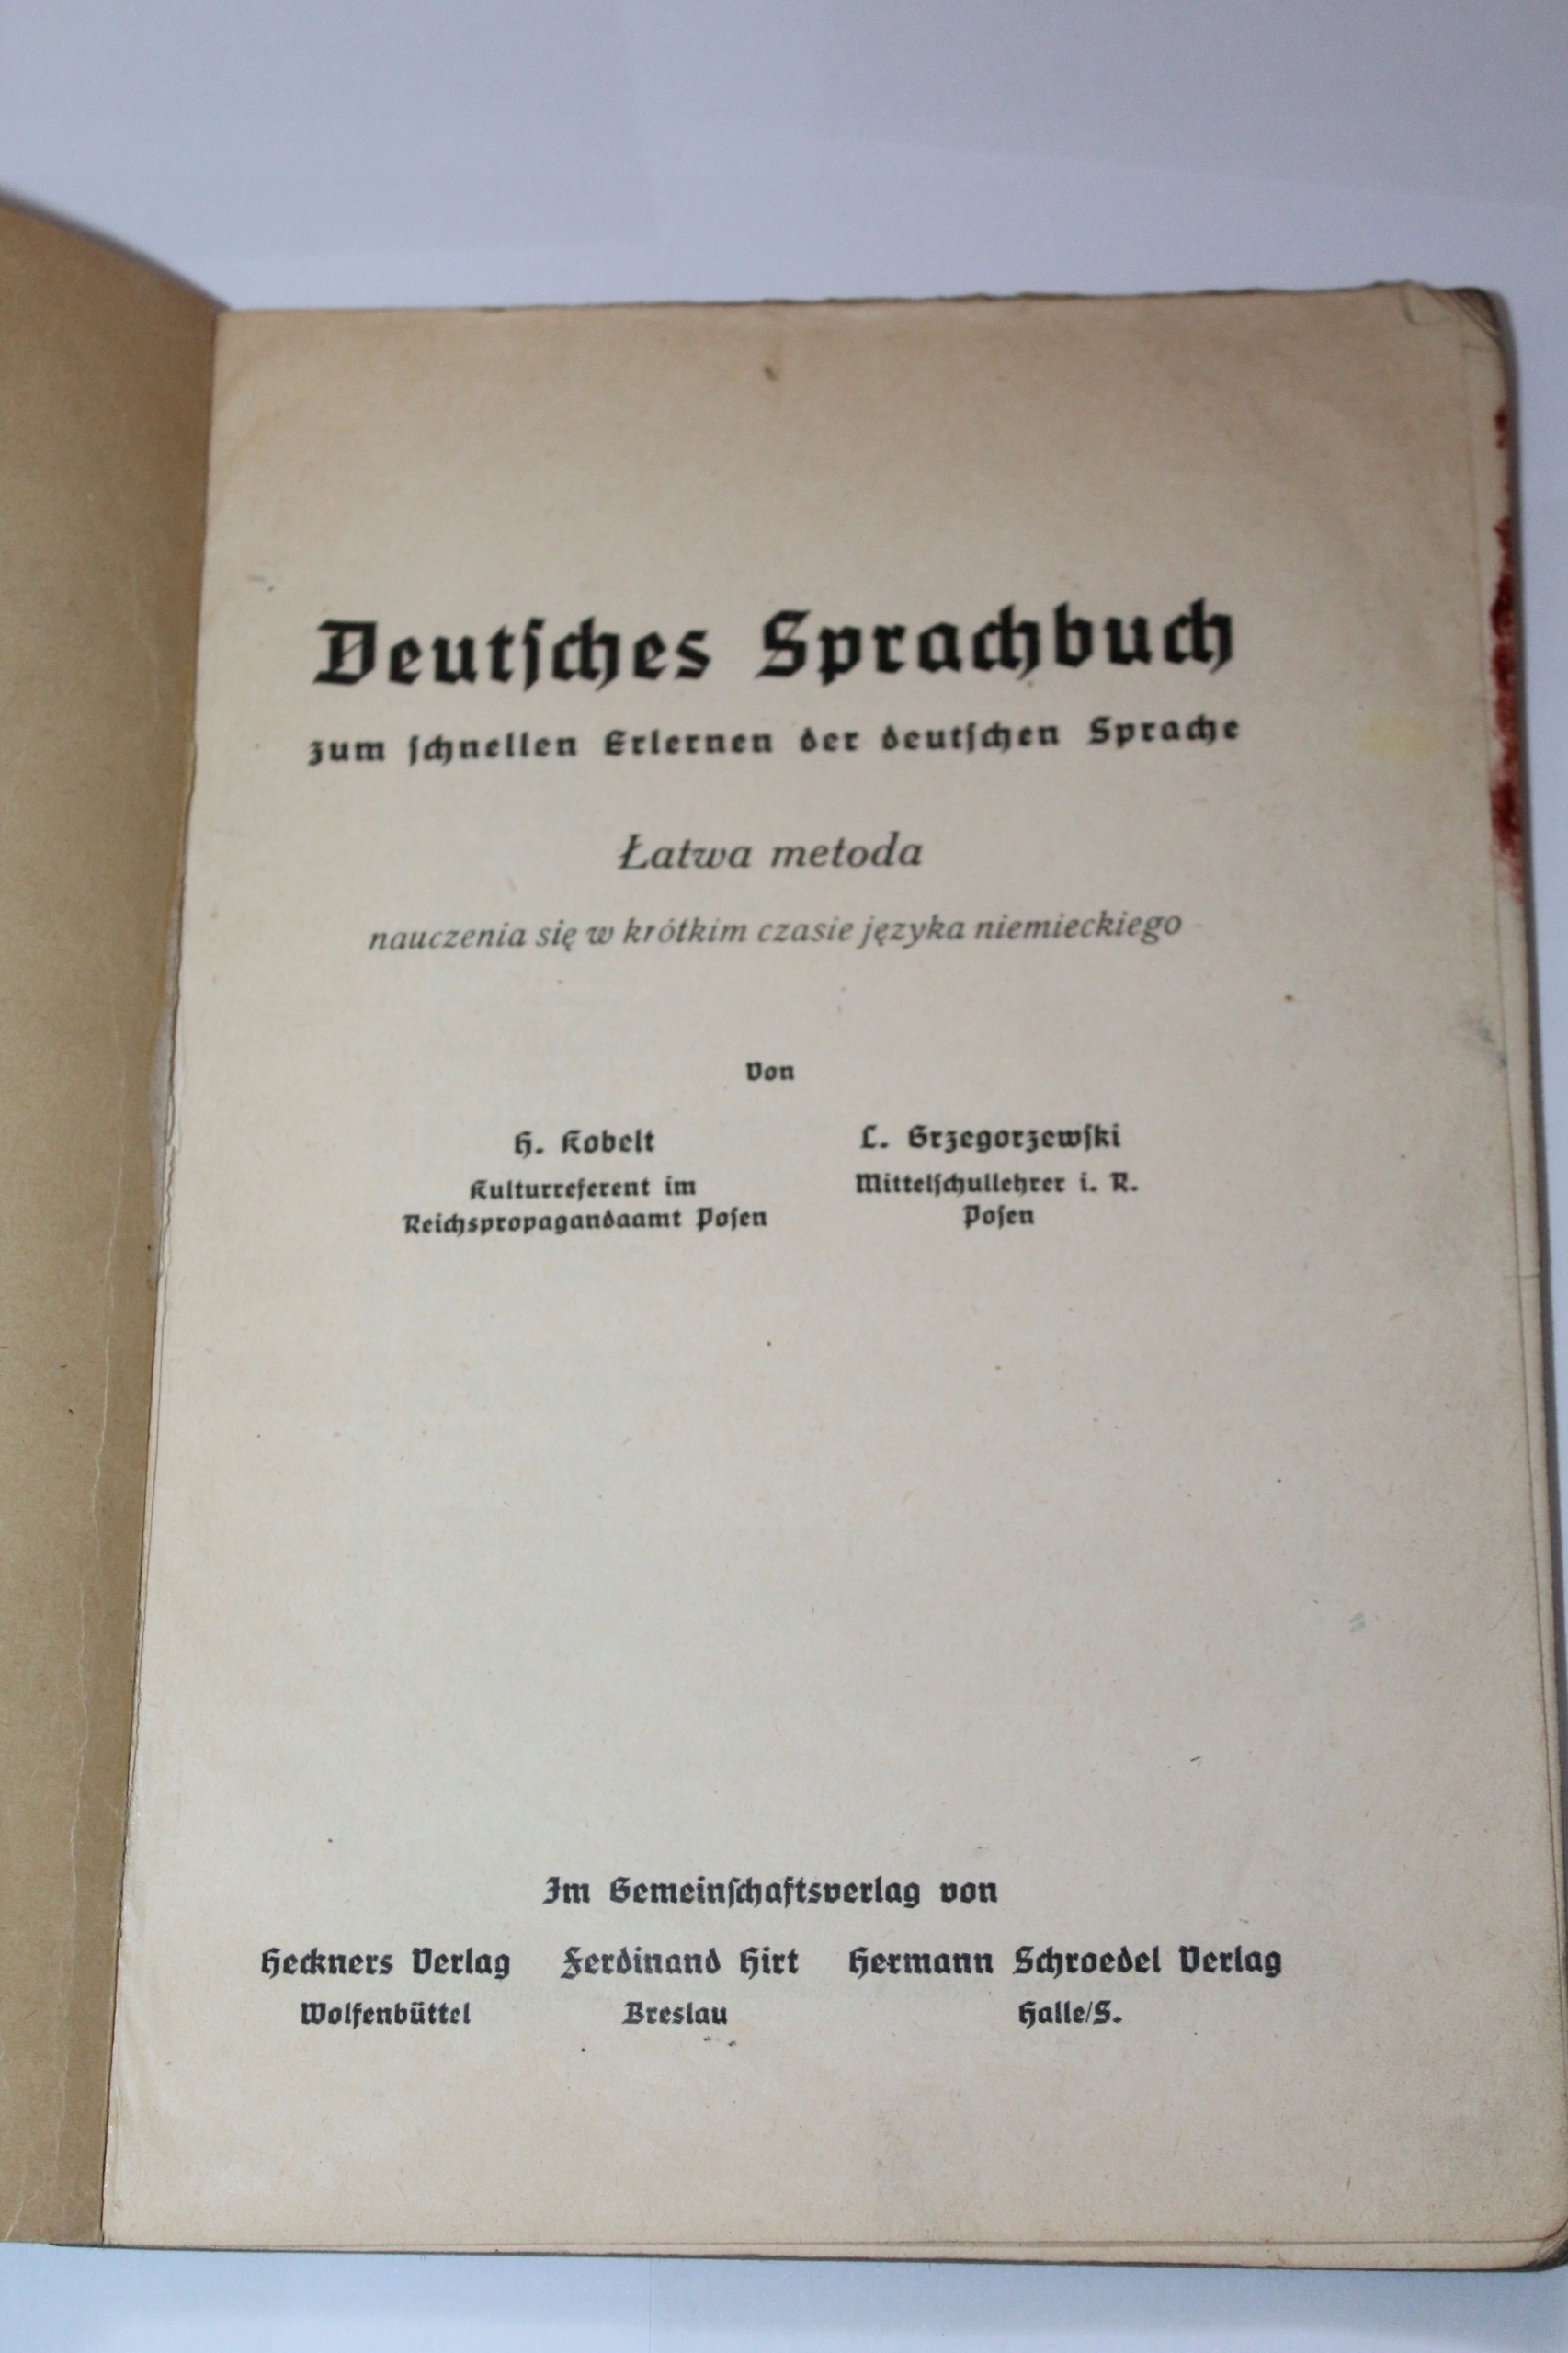 Deutſches Sprachbuch
zum ſchnellen Erlernen der deutſchen Sprache
Łatwa metoda
nauczenia się w krótkim czasie języka niemieckiego
Von
H. Kobelt
Kulturreferent im
Reichspropagandaamt Poſen
L. Grzegorzewſki
Mittelſchullehrer i. R.
Poſen
Im Gemeinſchaftsverlag von
Heckners Verlag
Wolfenbüttel
Ferdinand Hirt
Breslau
Hermann Schroedel Verlag
Halle/S.